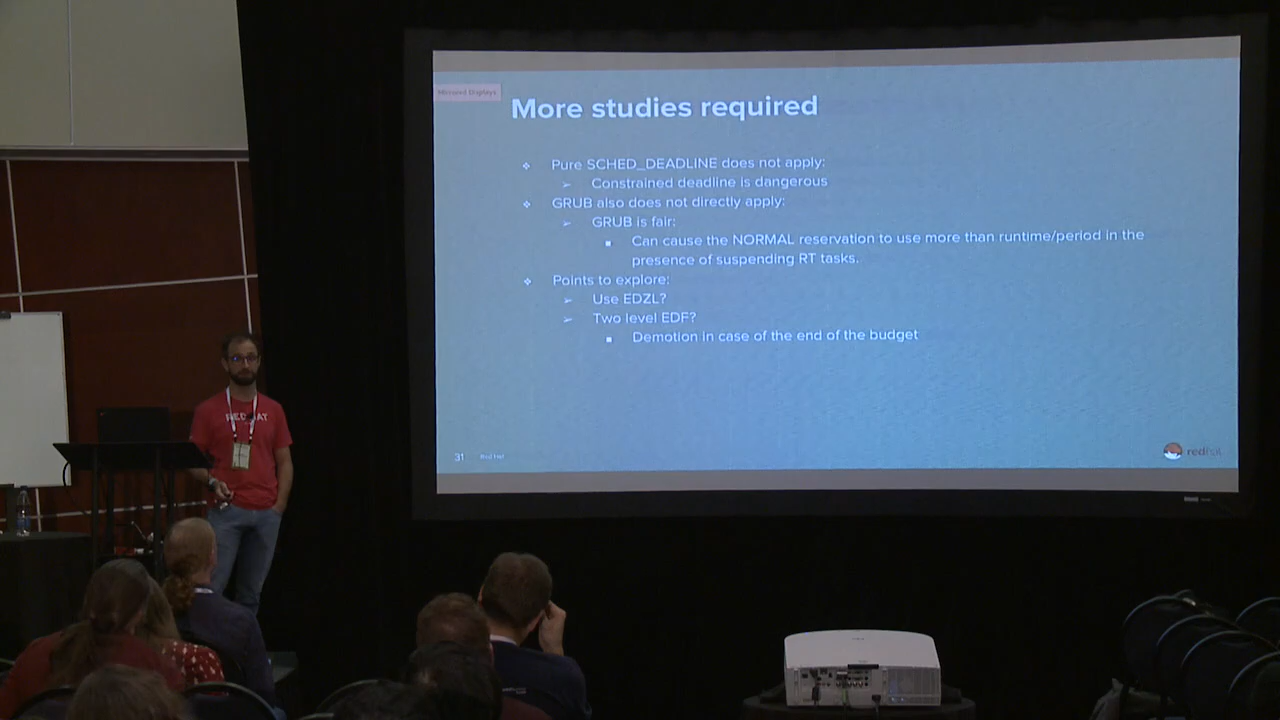 Mirrored Displays
More studies required
❖ Pure SCHED_DEADLINE does not apply:
➢ Constrained deadline is dangerous
❖ GRUB also does not directly apply:
➢ GRUB is fair:
■ Can cause the NORMAL reservation to use more than runtime/period in the
presence of suspending RT tasks.
❖ Points to explore:
➢ Use EDZL?
➢ Two level EDF?
■ Demotion in case of the end of the budget
31 Red Hat
redhat
RED HAT